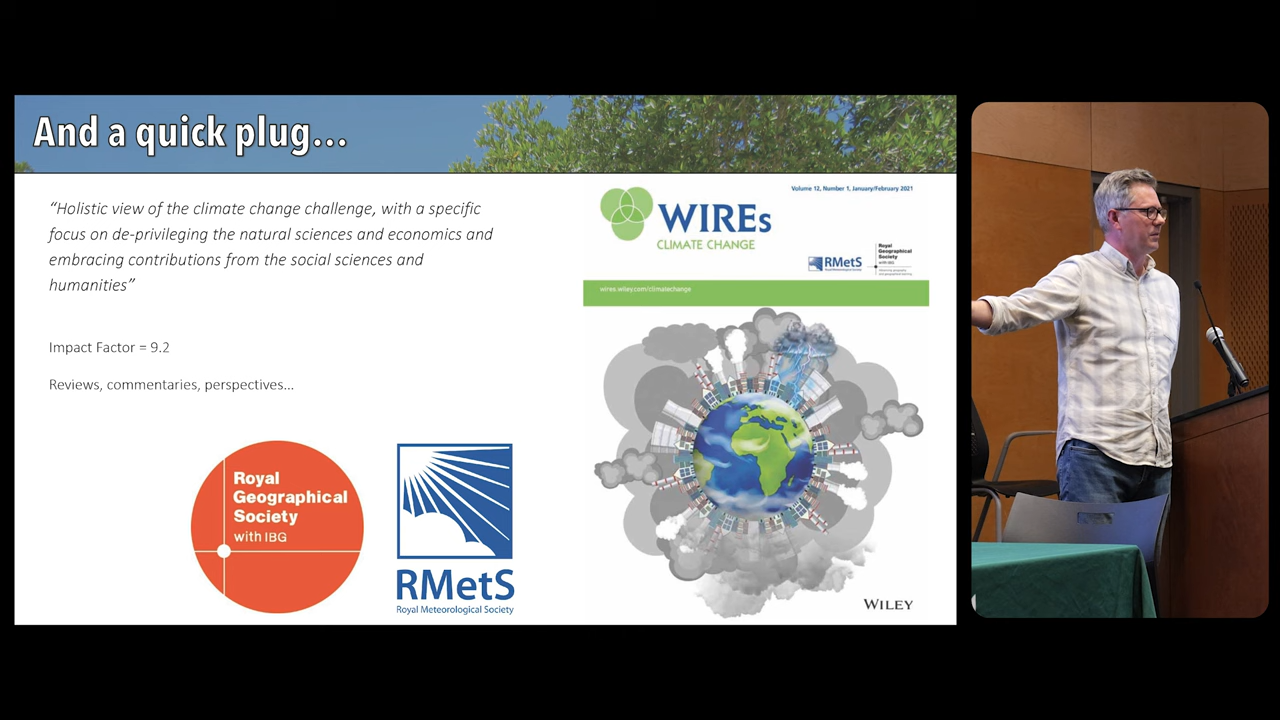 And a quick plug...
“Holistic view of the climate change challenge, with a specific
focus on de-privileging the natural sciences and economics and
embracing contributions from the social sciences and
humanities”
Impact Factor = 9.2
Reviews, commentaries, perspectives...
Royal
Geographical
Society
with IBG
RMetS
Royal Meteorological Society
Volume 12, Number 1, January/February 2021
WIREs
CLIMATE CHANGE
RMetS
Royal
Geographical
Society
with IBG
wires.wiley.com/climatechange
WILEY